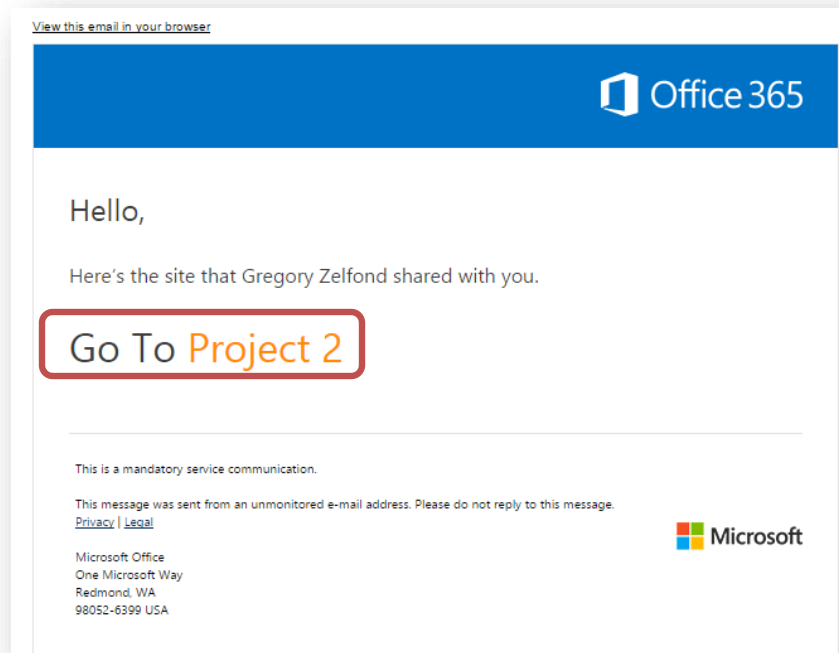 View this email in your browser
Office 365
Hello,
Here's the site that Gregory Zelfond shared with you.
Go To Project 2
This is a mandatory service communication.
This message was sent from an unmonitored e-mail address. Please do not reply to this message.
Privacy | Legal
Microsoft
Microsoft Office
One Microsoft Way
Redmond, WA
98052-6399 USA